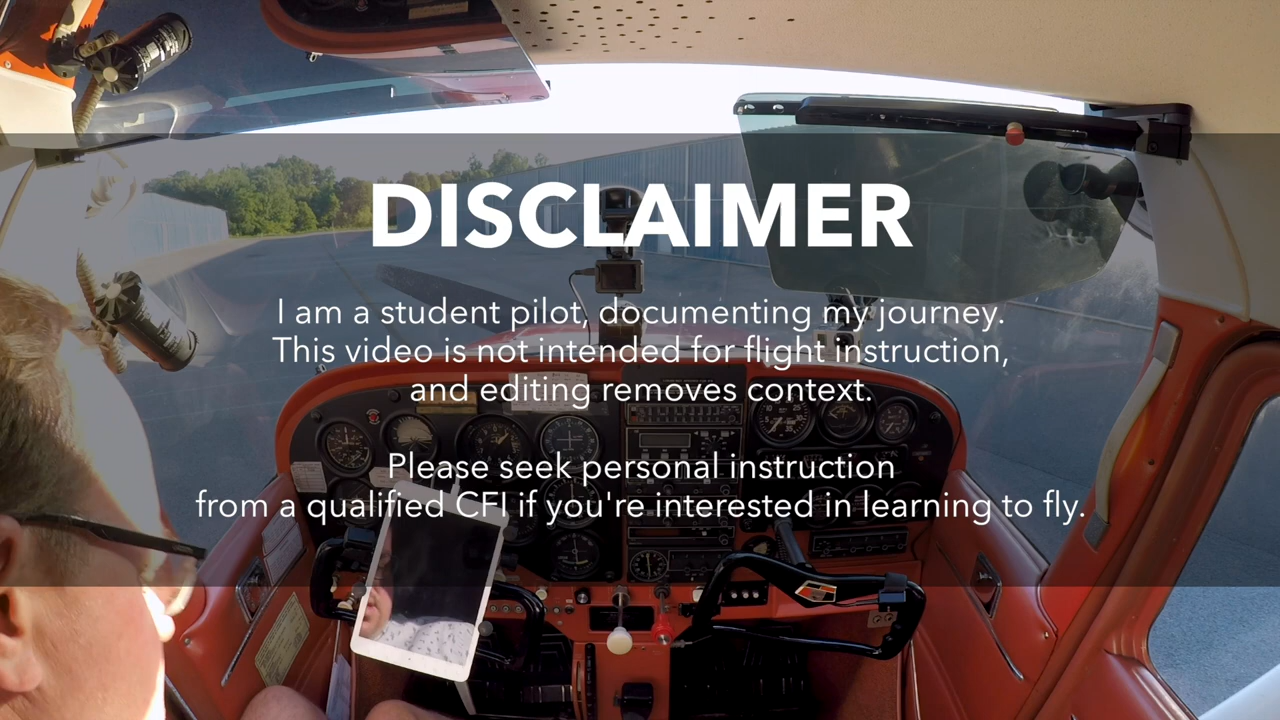 DISCLAIMER
I am a student pilot, documenting my journey.
This video is not intended for flight instruction,
and editing removes context.
Please seek personal instruction
from a qualified CFI if you're interested in learning to fly.